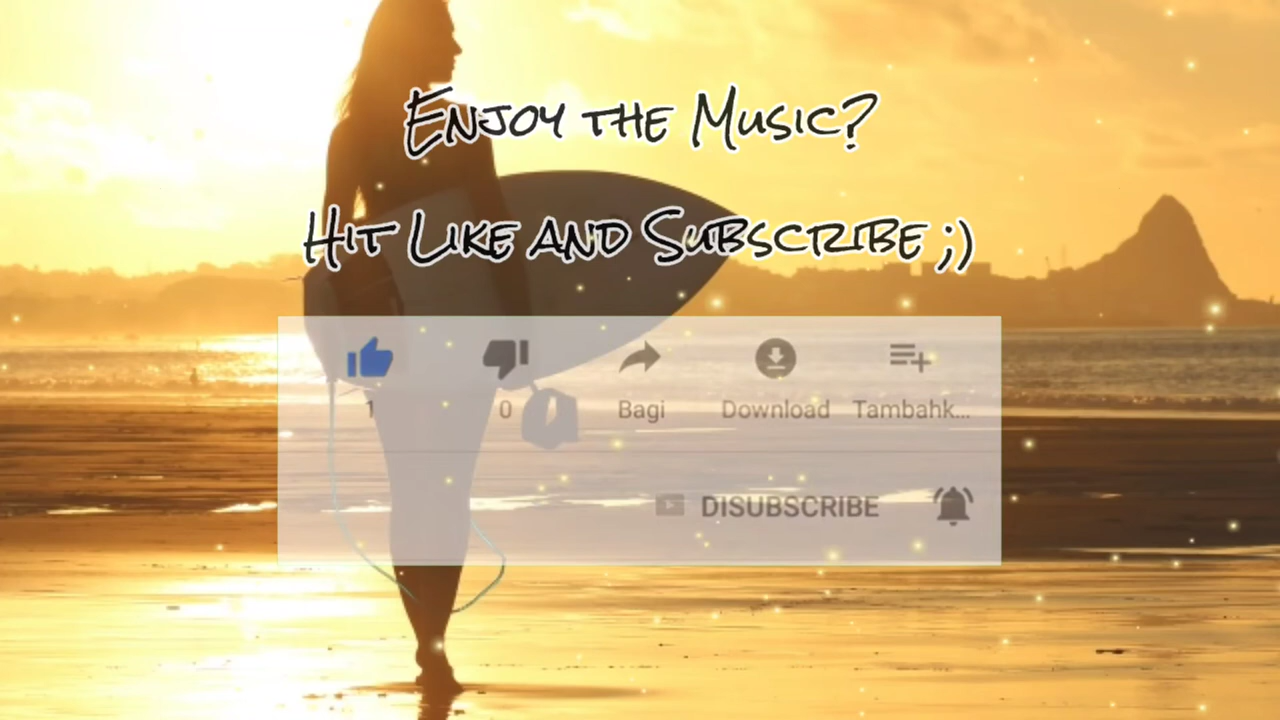 Enjoy the Music?
Hit Like and Subscribe ;)
1 0 Bagi Download Tambahk...
DISUBSCRIBE